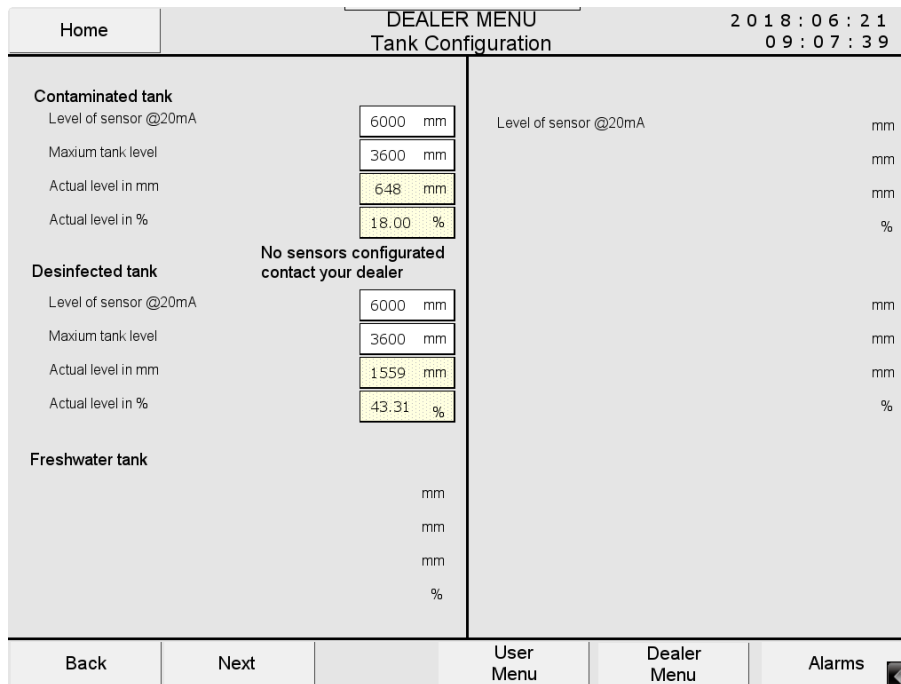 Home
DEALER MENU
Tank Configuration
2018:06:21
09:07:39
Contaminated tank
Level of sensor @20mA 6000 mm
Maxium tank level 3600 mm
Actual level in mm 648 mm
Actual level in % 18.00 %
No sensors configurated
contact your dealer
Desinfected tank
Level of sensor @20mA 6000 mm
Maxium tank level 3600 mm
Actual level in mm 1559 mm
Actual level in % 43.31 %
Freshwater tank
mm
mm
mm
%
Level of sensor @20mA mm
mm
mm
%
mm
mm
mm
%
Back
Next
User
Menu
Dealer
Menu
Alarms